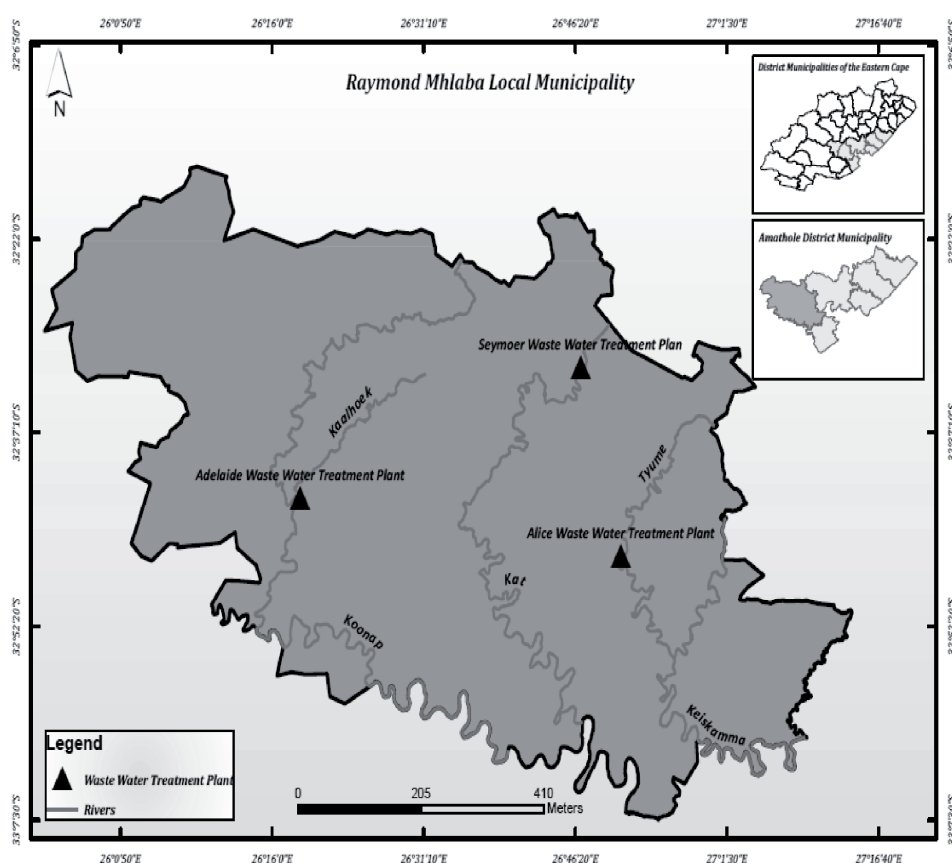 26°0'50"E 26°16'0"E 26°31'10"E 26°46'20"E 27°1'30"E 27°16'40"E
32°6'50"S
32°22'0"S
32°37'10"S
32°52'20"S
33°7'30"S
N
Raymond Mhlaba Local Municipality
District Municipalities of the Eastern Cape
Amathole District Municipality
Seymoer Waste Water Treatment Plan
Kaalhoek
Adelaide Waste Water Treatment Plant
Tyume
Alice Waste Water Treatment Plant
Kat
Koonap
Keiskamma
Legend
Waste Water Treatment Plant
Rivers
0 205 410
Meters
26°0'50"E 26°16'0"E 26°31'10"E 26°46'20"E 27°1'30"E 27°16'40"E